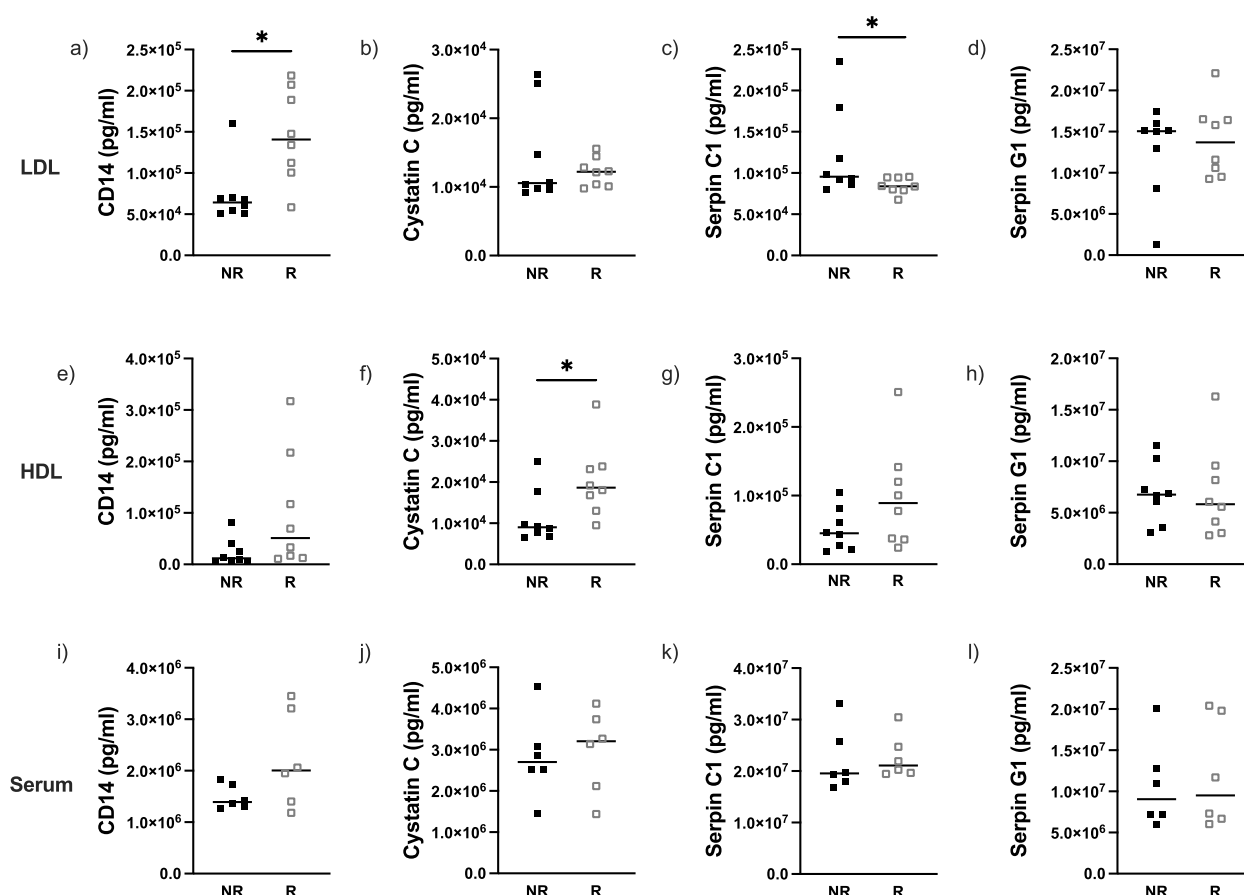 a) * b) c) * d)
LDL
CD14 (pg/ml) 2.5×10⁵ 2.0×10⁵ 1.5×10⁵ 1.0×10⁵ 5.0×10⁴ 0.0 NR R
Cystatin C (pg/ml) 3.0×10⁴ 2.0×10⁴ 1.0×10⁴ 0.0 NR R
Serpin C1 (pg/ml) 2.5×10⁵ 2.0×10⁵ 1.5×10⁵ 1.0×10⁵ 5.0×10⁴ 0.0 NR R
Serpin G1 (pg/ml) 2.5×10⁷ 2.0×10⁷ 1.5×10⁷ 1.0×10⁷ 5.0×10⁶ 0.0 NR R
e) f) * g) h)
HDL
CD14 (pg/ml) 4.0×10⁵ 3.0×10⁵ 2.0×10⁵ 1.0×10⁵ 0.0 NR R
Cystatin C (pg/ml) 5.0×10⁴ 4.0×10⁴ 3.0×10⁴ 2.0×10⁴ 1.0×10⁴ 0.0 NR R
Serpin C1 (pg/ml) 3.0×10⁵ 2.0×10⁵ 1.0×10⁵ 0.0 NR R
Serpin G1 (pg/ml) 2.0×10⁷ 1.5×10⁷ 1.0×10⁷ 5.0×10⁶ 0.0 NR R
i) j) k) l)
Serum
CD14 (pg/ml) 4.0×10⁶ 3.0×10⁶ 2.0×10⁶ 1.0×10⁶ 0.0 NR R
Cystatin C (pg/ml) 5.0×10⁶ 4.0×10⁶ 3.0×10⁶ 2.0×10⁶ 1.0×10⁶ 0.0 NR R
Serpin C1 (pg/ml) 4.0×10⁷ 3.0×10⁷ 2.0×10⁷ 1.0×10⁷ 0.0 NR R
Serpin G1 (pg/ml) 2.5×10⁷ 2.0×10⁷ 1.5×10⁷ 1.0×10⁷ 5.0×10⁶ 0.0 NR R